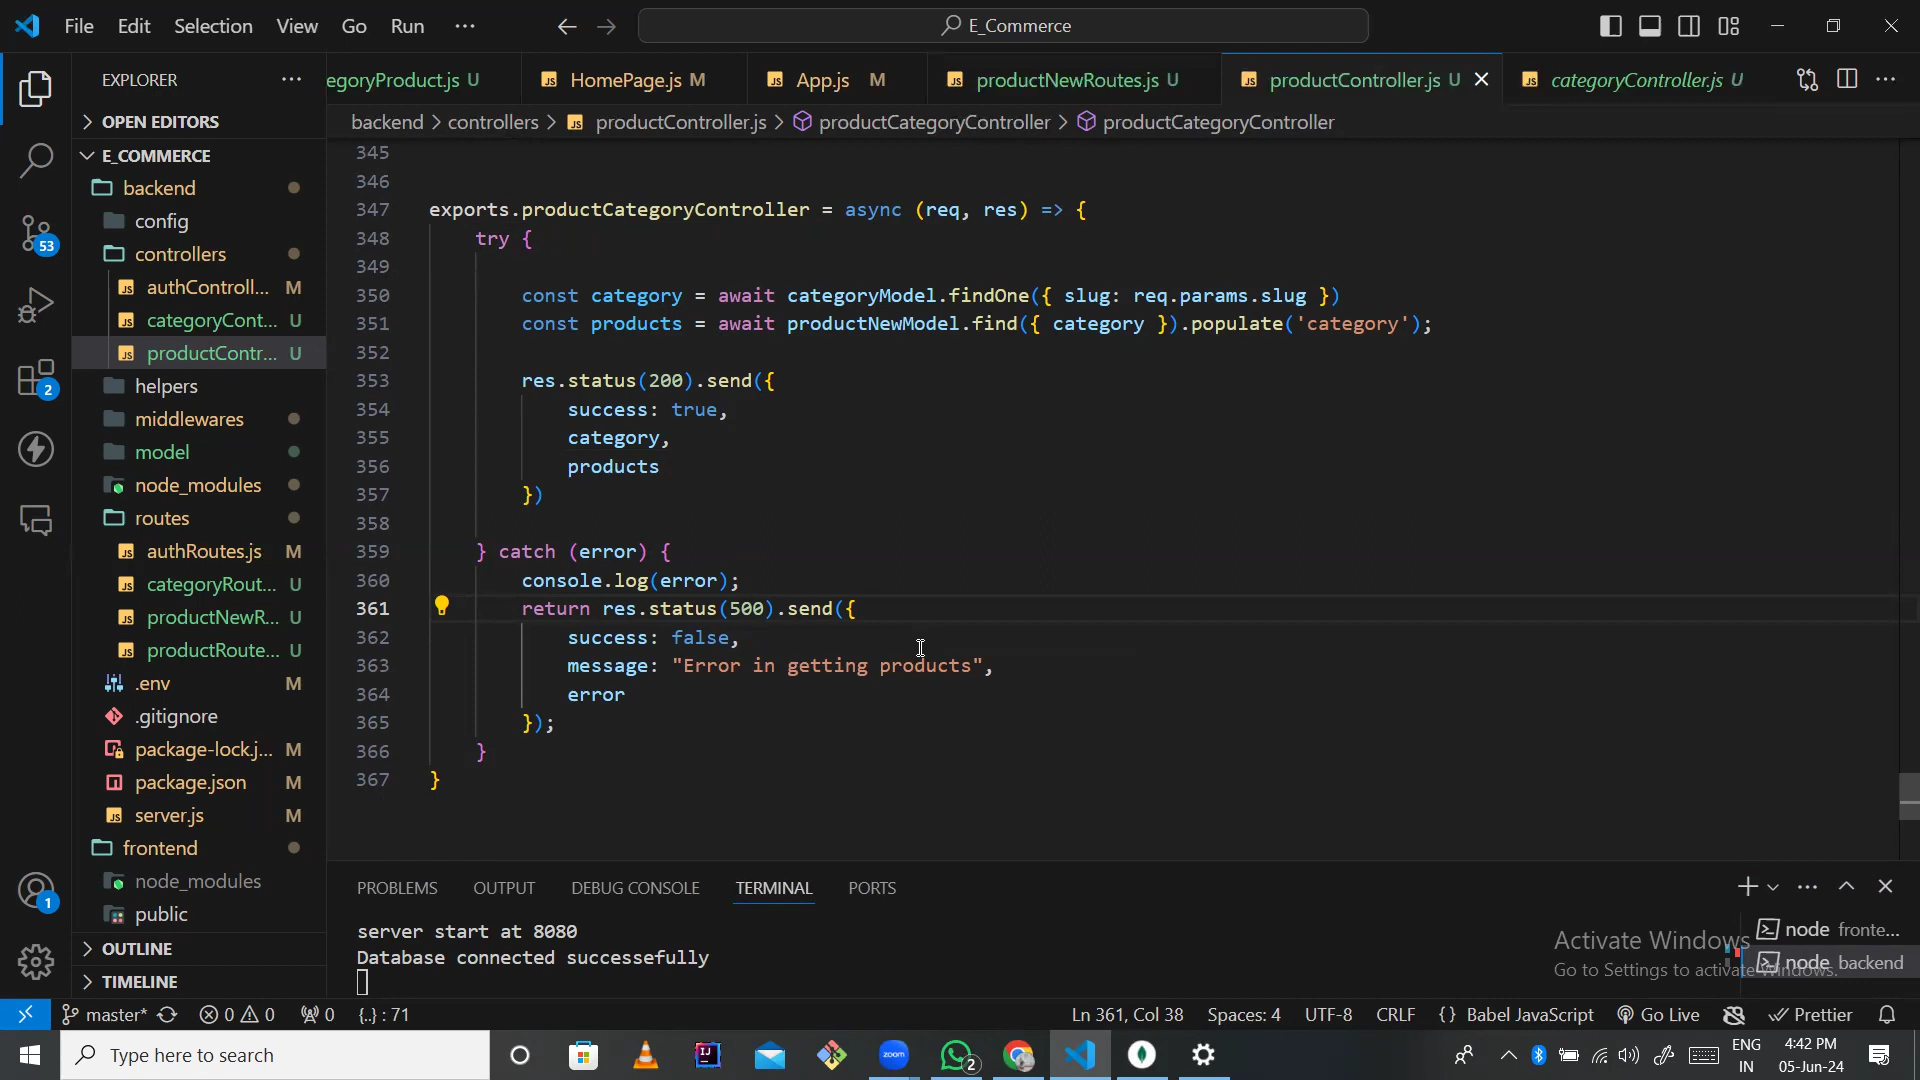 File Edit Selection View Go Run ··· E_Commerce
EXPLORER ···
egoryProduct.js U HomePage.js M App.js M productNewRoutes.js U productController.js U categoryController.js U ···
OPEN EDITORS
backend > controllers > productController.js > productCategoryController > productCategoryController
E_COMMERCE
backend
config
controllers
authControll... M
categoryCont... U
productContr... U
helpers
middlewares
model
node_modules
routes
authRoutes.js M
categoryRout... U
productNewR... U
productRoute... U
.env M
.gitignore
package-lock.j... M
package.json M
server.js M
frontend
node_modules
public
OUTLINE
TIMELINE
53
2
1
345
346
347 exports.productCategoryController = async (req, res) => {
348 try {
349
350 const category = await categoryModel.findOne({ slug: req.params.slug })
351 const products = await productNewModel.find({ category }).populate('category');
352
353 res.status(200).send({
354 success: true,
355 category,
356 products
357 })
358
359 } catch (error) {
360 console.log(error);
361 return res.status(500).send({
362 success: false,
363 message: "Error in getting products",
364 error
365 });
366 }
367 }
PROBLEMS OUTPUT DEBUG CONSOLE TERMINAL PORTS
server start at 8080
Database connected successefully
node fronte...
node backend
Activate Windows
Go to Settings to activate Windows.
master* 0 0 0 {..} : 71 Ln 361, Col 38 Spaces: 4 UTF-8 CRLF {} Babel JavaScript Go Live Prettier
Type here to search
zoom
2
ENG
IN
4:42 PM
05-Jun-24